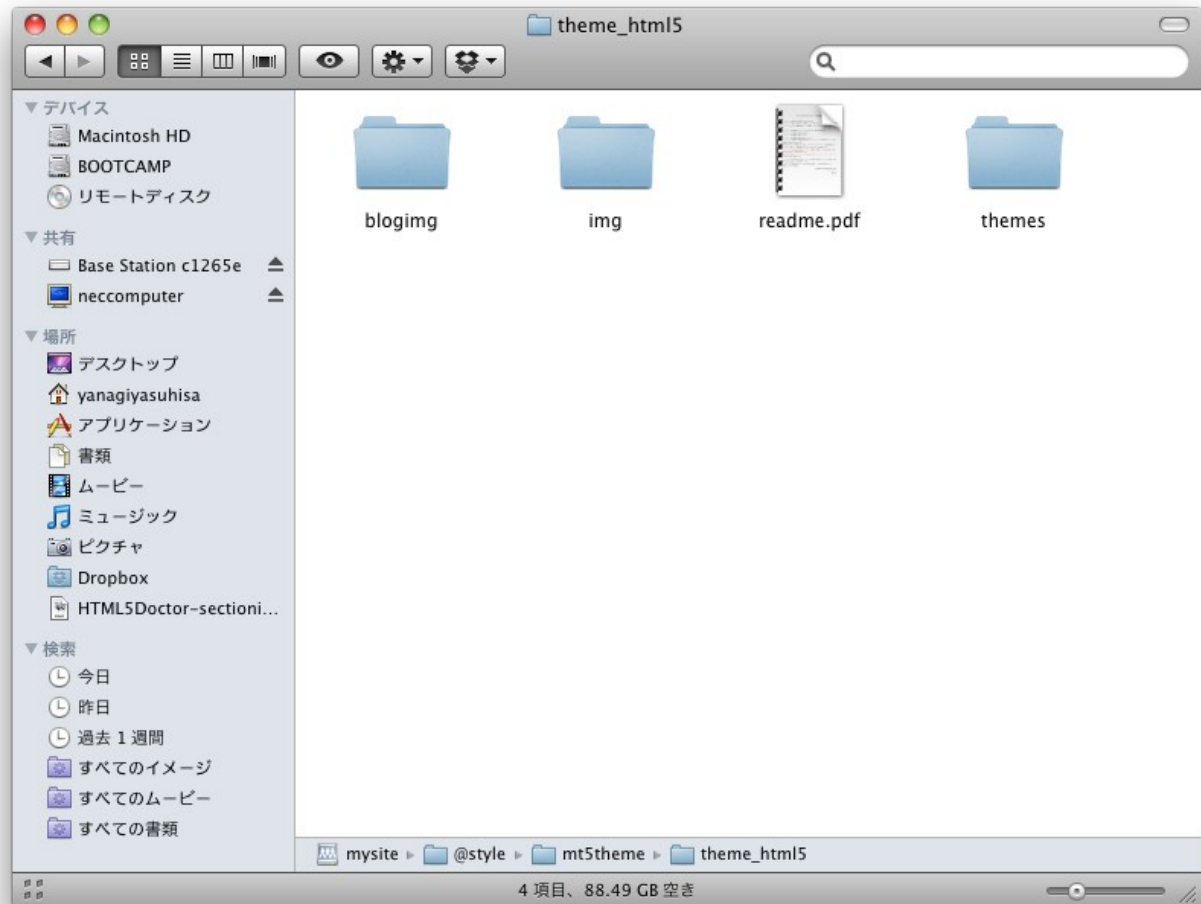 theme_html5
デバイス
Macintosh HD
BOOTCAMP
リモートディスク
共有
Base Station c1265e
neccomputer
場所
デスクトップ
yanagiyasuhisa
アプリケーション
書類
ムービー
ミュージック
ピクチャ
Dropbox
HTML5Doctor-sectioni...
検索
今日
昨日
過去 1 週間
すべてのイメージ
すべてのムービー
すべての書類
blogimg
img
readme.pdf
themes
mysite ▸ @style ▸ mt5theme ▸ theme_html5
4 項目、88.49 GB 空き